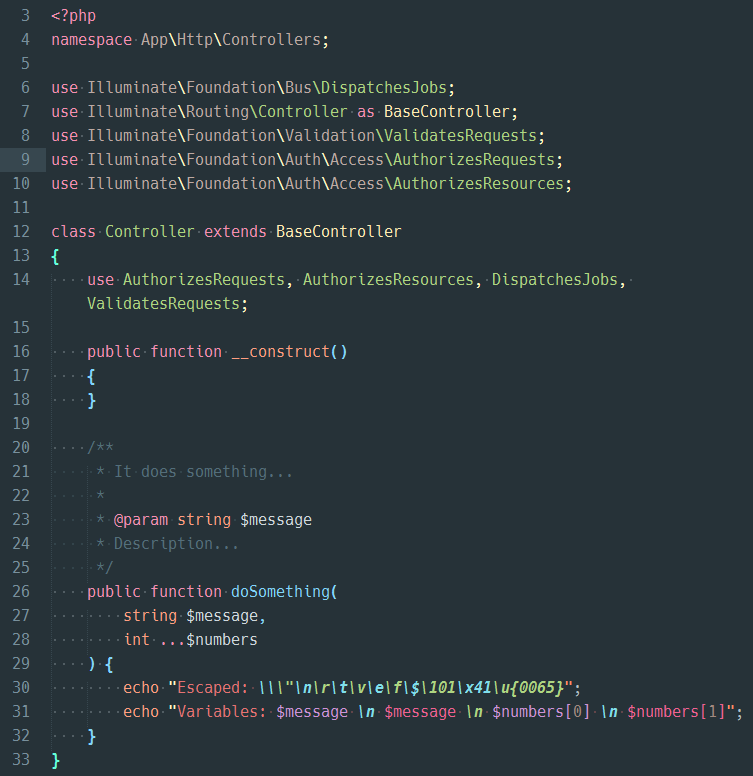 3 <?php
4 namespace App\Http\Controllers;
5
6 use Illuminate\Foundation\Bus\DispatchesJobs;
7 use Illuminate\Routing\Controller as BaseController;
8 use Illuminate\Foundation\Validation\ValidatesRequests;
9 use Illuminate\Foundation\Auth\Access\AuthorizesRequests;
10 use Illuminate\Foundation\Auth\Access\AuthorizesResources;
11
12 class Controller extends BaseController
13 {
14     use AuthorizesRequests, AuthorizesResources, DispatchesJobs,
    ValidatesRequests;
15
16     public function __construct()
17     {
18     }
19
20     /**
21      * It does something...
22      *
23      * @param string $message
24      * Description...
25      */
26     public function doSomething(
27         string $message,
28         int ...$numbers
29     ) {
30         echo "Escaped: \\\"\n\r\t\v\e\f\$\101\x41\u{0065}";
31         echo "Variables: $message \n $message \n $numbers[0] \n $numbers[1]";
32     }
33 }